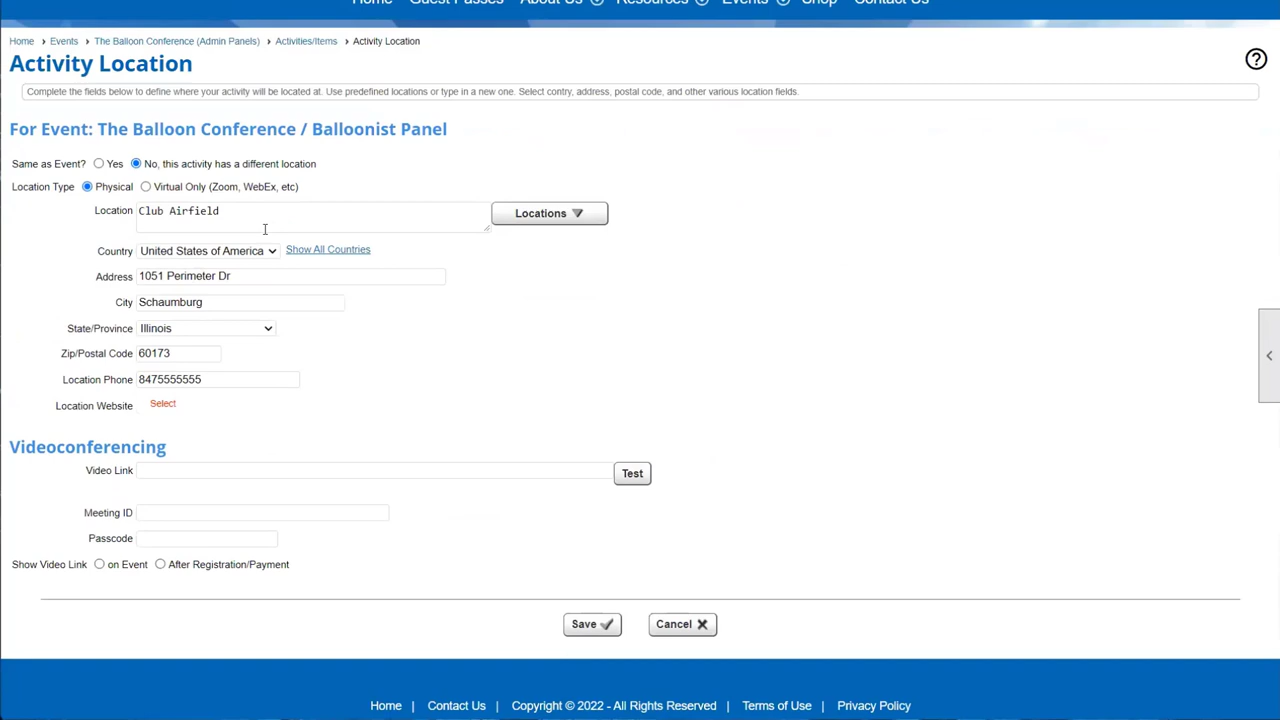 Home Guest Passes About Us Resources Events Shop Contact Us
Home > Events > The Balloon Conference (Admin Panels) > Activities/Items > Activity Location
Activity Location
Complete the fields below to define where your activity will be located at. Use predefined locations or type in a new one. Select contry, address, postal code, and other various location fields.
For Event: The Balloon Conference / Balloonist Panel
Same as Event? Yes No, this activity has a different location
Location Type Physical Virtual Only (Zoom, WebEx, etc)
Location Club Airfield Locations
Country United States of America Show All Countries
Address 1051 Perimeter Dr
City Schaumburg
State/Province Illinois
Zip/Postal Code 60173
Location Phone 8475555555
Location Website Select
Videoconferencing
Video Link Test
Meeting ID
Passcode
Show Video Link on Event After Registration/Payment
Save Cancel
Home | Contact Us | Copyright © 2022 - All Rights Reserved | Terms of Use | Privacy Policy